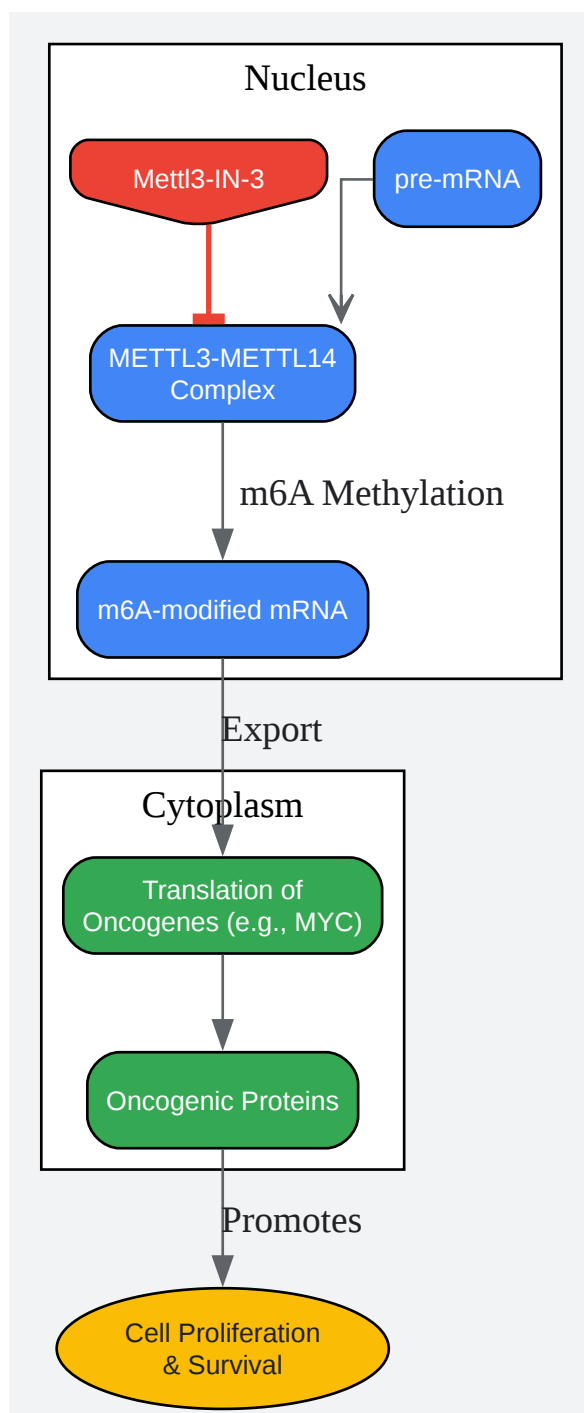 Nucleus
Mettl3-IN-3
pre-mRNA
METTL3-METTL14
Complex
m6A Methylation
m6A-modified mRNA
Export
Cytoplasm
Translation of
Oncogenes (e.g., MYC)
Oncogenic Proteins
Promotes
Cell Proliferation
& Survival